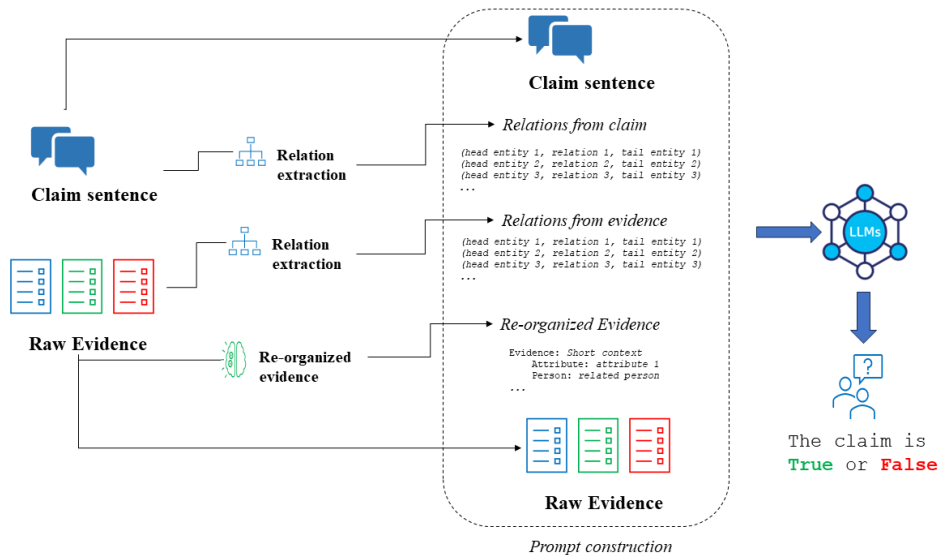 Claim sentence
Relations from claim
(head entity 1, relation 1, tail entity 1)
(head entity 2, relation 2, tail entity 2)
(head entity 3, relation 3, tail entity 3)
...
Relation
extraction
Claim sentence
Relations from evidence
(head entity 1, relation 1, tail entity 1)
(head entity 2, relation 2, tail entity 2)
(head entity 3, relation 3, tail entity 3)
...
Relation
extraction
LLMs
Raw Evidence
Re-organized
evidence
Re-organized Evidence
Evidence: Short context
Attribute: attribute 1
Person: related person
...
Raw Evidence
?
The claim is
True or False
Prompt construction